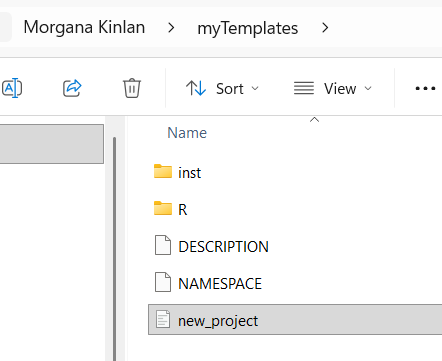 Morgana Kinlan > myTemplates >
Sort View ...
Name
inst
R
DESCRIPTION
NAMESPACE
new_project